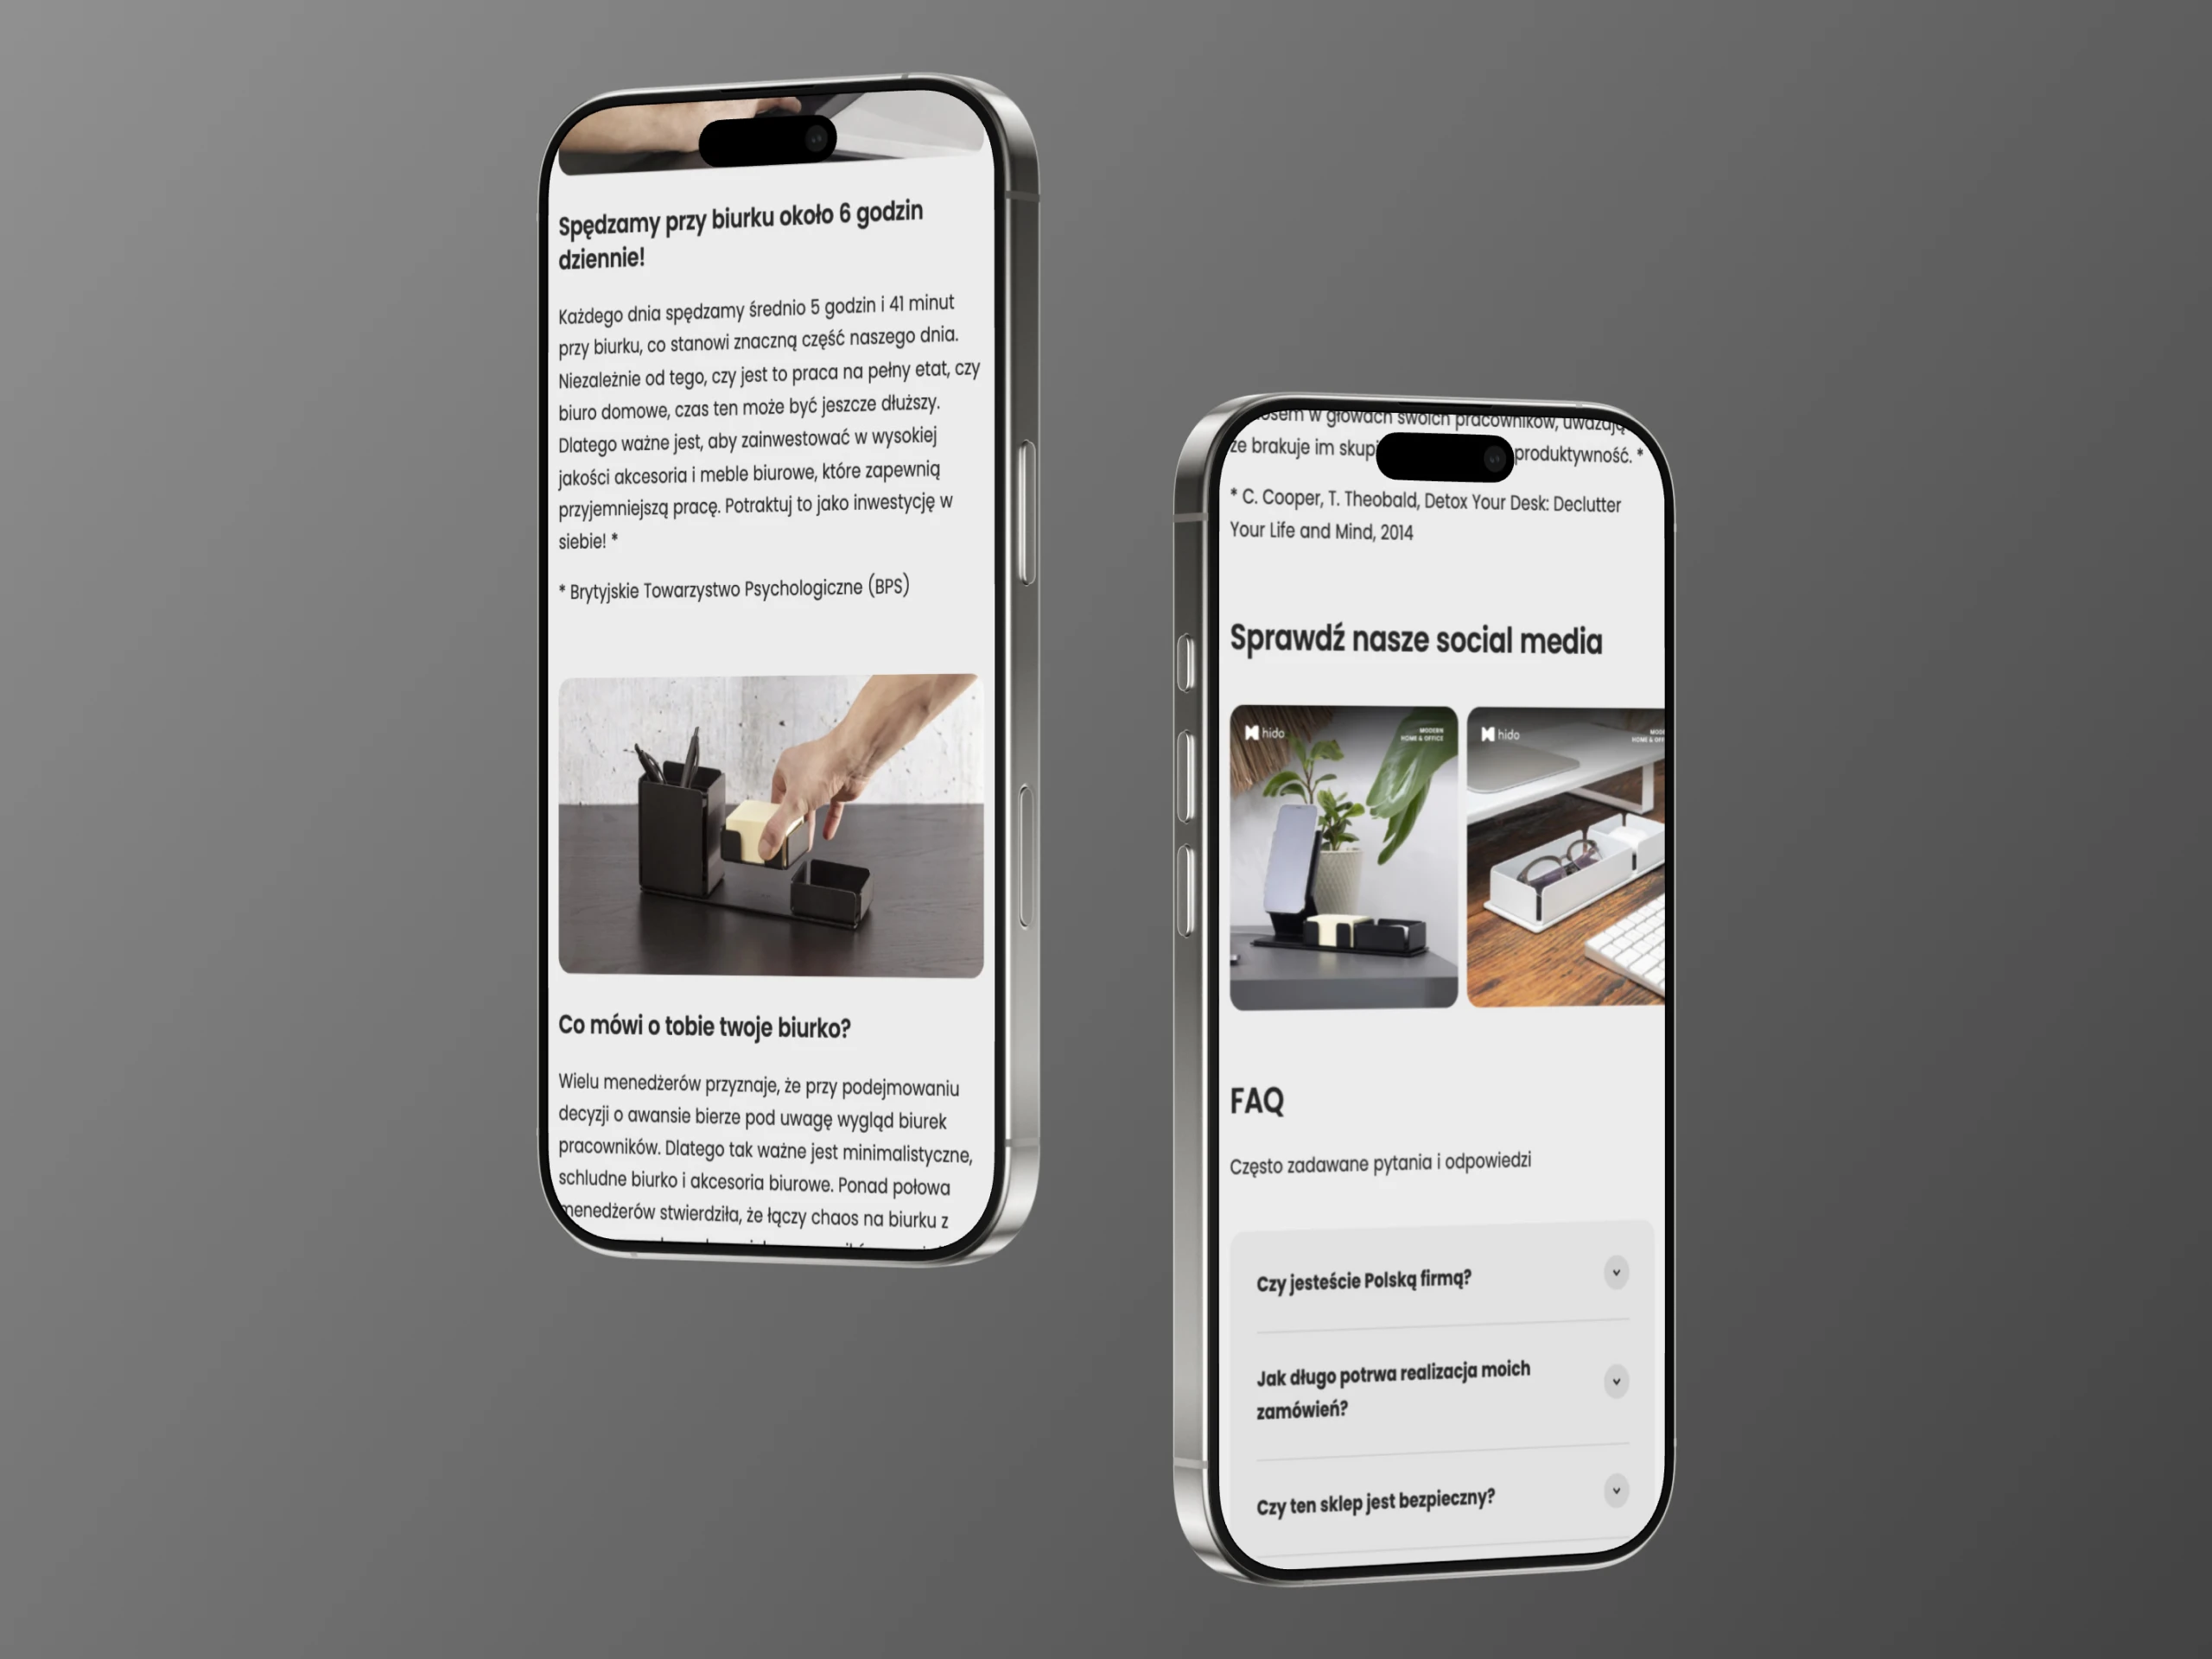 Spędzamy przy biurku około 6 godzin
dziennie!
Każdego dnia spędzamy średnio 5 godzin i 41 minut
przy biurku, co stanowi znaczną część naszego dnia.
Niezależnie od tego, czy jest to praca na pełny etat, czy
biuro domowe, czas ten może być jeszcze dłuższy.
Dlatego ważne jest, aby zainwestować w wysokiej
jakości akcesoria i meble biurowe, które zapewnią
przyjemniejszą pracę. Potraktuj to jako inwestycję w
siebie! *
* Brytyjskie Towarzystwo Psychologiczne (BPS)
Co mówi o tobie twoje biurko?
Wielu menedżerów przyznaje, że przy podejmowaniu
decyzji o awansie bierze pod uwagę wygląd biurek
pracowników. Dlatego tak ważne jest minimalistyczne,
schludne biurko i akcesoria biurowe. Ponad połowa
menedżerów stwierdziła, że łączy chaos na biurku z
w głowach swoich pracowników, uważają
że brakuje im produktywność. *
* C. Cooper, T. Theobald, Detox Your Desk: Declutter
Your Life and Mind, 2014
Sprawdź nasze social media
hido
MODERN
HOME & OFFICE
hido
FAQ
Często zadawane pytania i odpowiedzi
Czy jesteście Polską firmą?
Jak długo potrwa realizacja moich
zamówień?
Czy ten sklep jest bezpieczny?